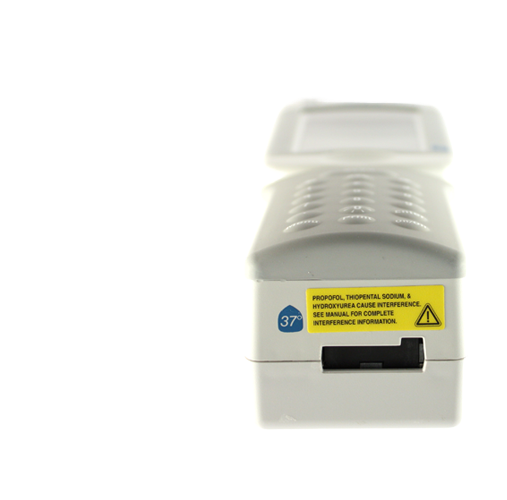 PROPOFOL, THIOPENTAL SODIUM, &
HYDROXYUREA CAUSE INTERFERENCE.
SEE MANUAL FOR COMPLETE
INTERFERENCE INFORMATION.
37°